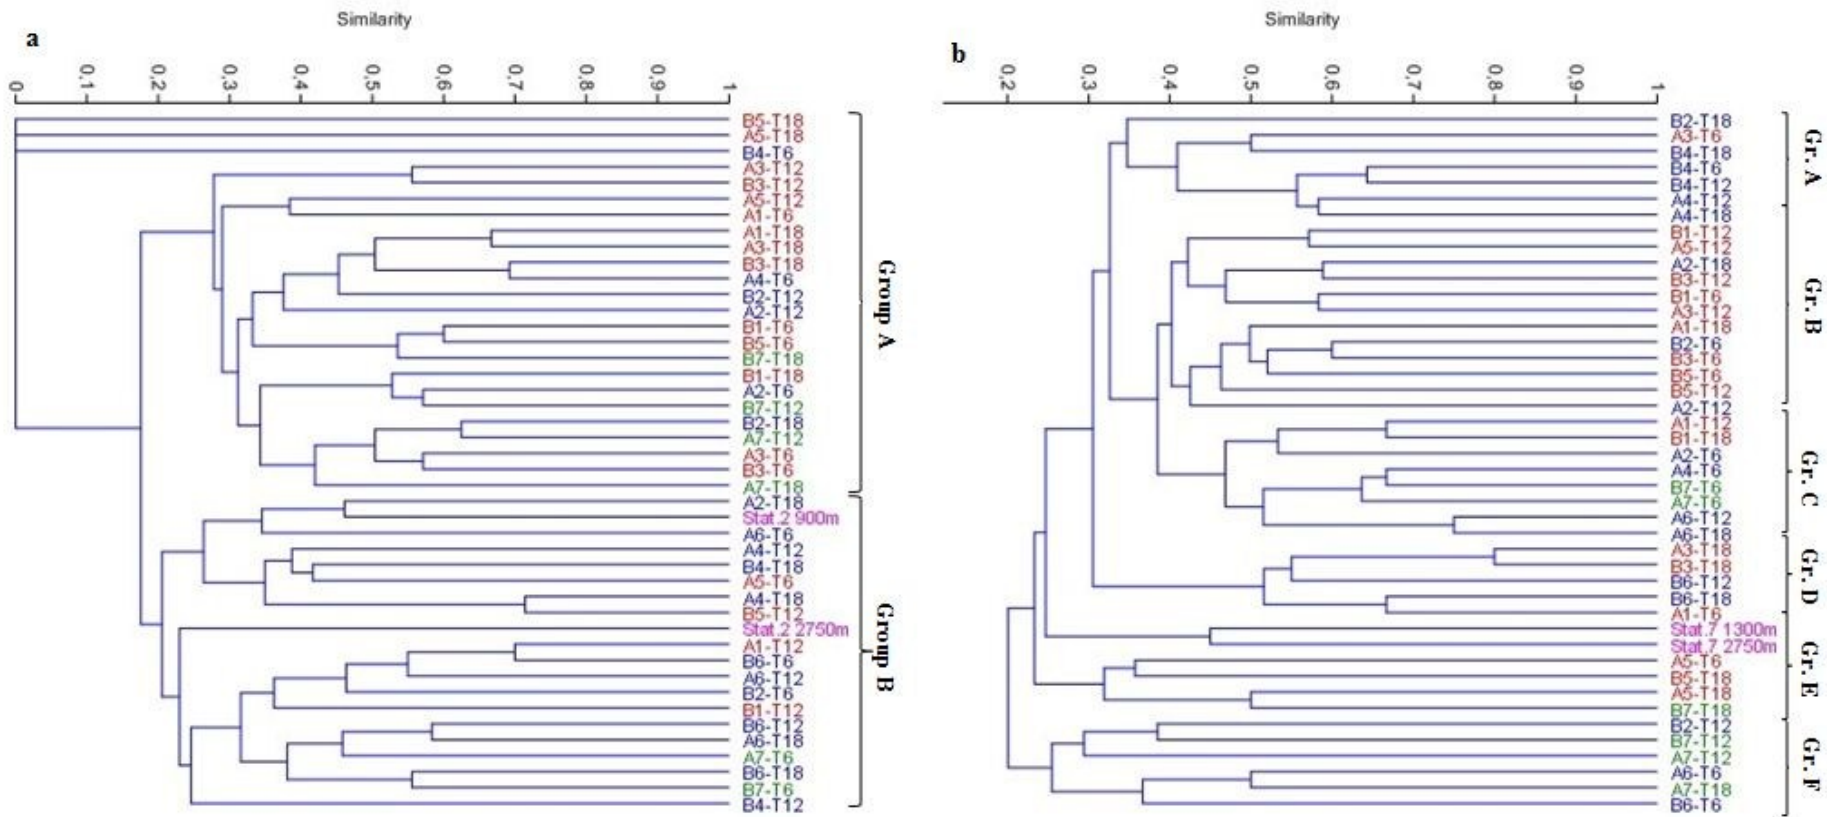 Similarity
a
0
0,1
0,2
0,3
0,4
0,5
0,6
0,7
0,8
0,9
1
B5-T18
A5-T18
B4-T6
A3-T12
B3-T12
A5-T12
A1-T6
A1-T18
A3-T18
B3-T18
A4-T6
B2-T12
A2-T12
B1-T6
B5-T6
B7-T18
B1-T18
A2-T6
B7-T12
B2-T18
A7-T12
A3-T6
B3-T6
A7-T18
A2-T18
Stat.2 900m
A6-T6
A4-T12
B4-T18
A5-T6
A4-T18
B5-T12
Stat.2 2750m
A1-T12
B6-T6
A6-T12
B2-T6
B1-T12
B6-T12
A6-T18
A7-T6
B6-T18
B7-T6
B4-T12
Group A
Group B
Similarity
b
0,2
0,3
0,4
0,5
0,6
0,7
0,8
0,9
1
B2-T18
A3-T6
B4-T18
B4-T6
B4-T12
A4-T12
A4-T18
B1-T12
A5-T12
A2-T18
B3-T12
B1-T6
A3-T12
A1-T18
B2-T6
B3-T6
B5-T6
B5-T12
A2-T12
A1-T12
B1-T18
A2-T6
A4-T6
B7-T6
A7-T6
A6-T12
A6-T18
A3-T18
B3-T18
B6-T12
B6-T18
A1-T6
Stat.7 1300m
Stat.7 2750m
A5-T6
B5-T18
A5-T18
B7-T18
B2-T12
B7-T12
A7-T12
A6-T6
A7-T18
B6-T6
Gr. A
Gr. B
Gr. C
Gr. D
Gr. E
Gr. F